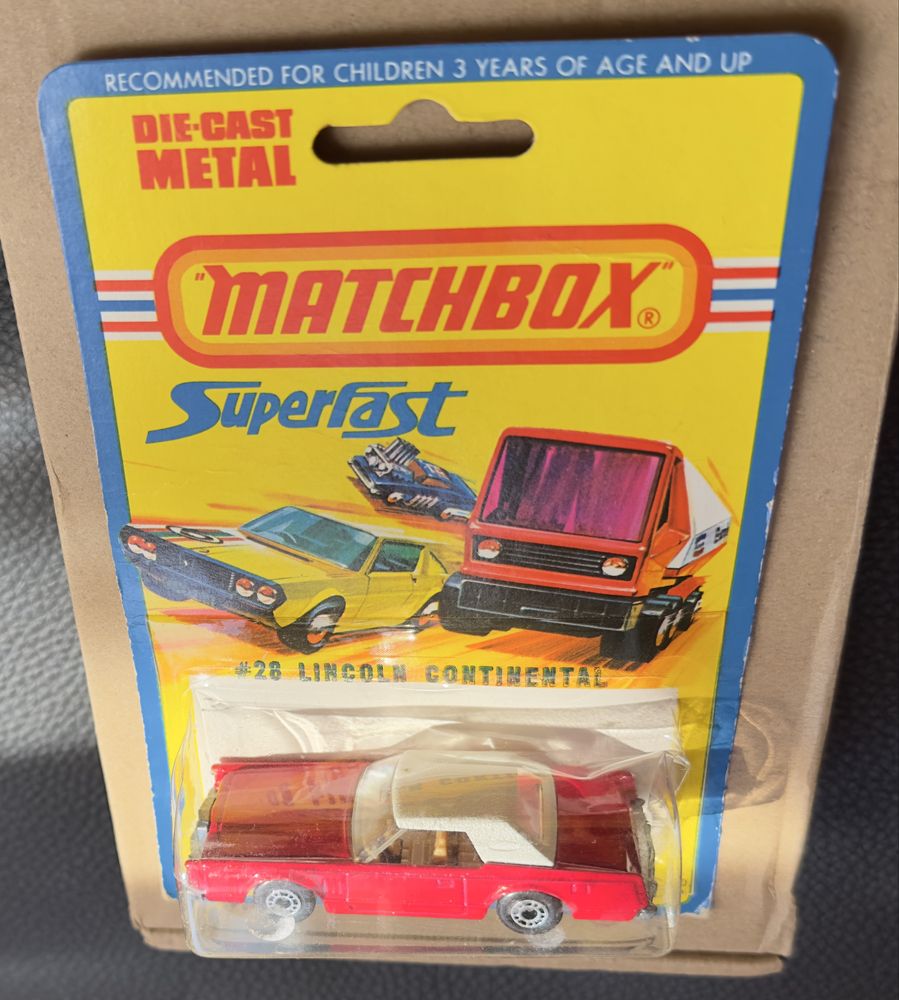 RECOMMENDED FOR CHILDREN 3 YEARS OF AGE AND UP
DIE-CAST
METAL
"MATCHBOX"®
Superfast
#28 LINCOLN CONTINENTAL